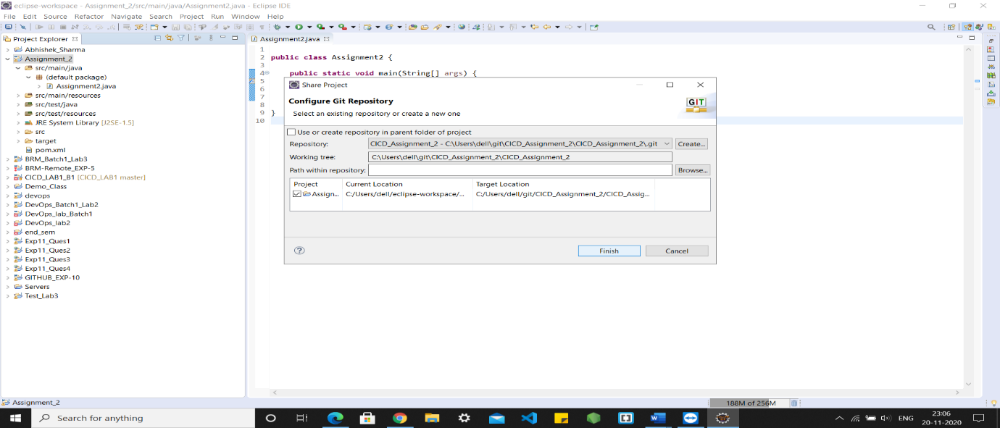 eclipse-workspace - Assignment_2/src/main/java/Assignment2.java - Eclipse IDE
File Edit Source Refactor Navigate Search Project Run Window Help
Project Explorer
Abhishek_Sharma
Assignment_2
src/main/java
(default package)
Assignment2.java
src/main/resources
src/test/java
src/test/resources
JRE System Library [J2SE-1.5]
src
target
pom.xml
BRM_Batch1_Lab3
BRM-Remote_EXP-5
CICD_LAB1_B1 [CICD_LAB1 master]
Demo_Class
devops
DevOps_Batch1_Lab2
DevOps_lab_Batch1
DevOps_lab2
end_sem
Exp11_Ques1
Exp11_Ques2
Exp11_Ques3
Exp11_Ques4
GITHUB_EXP-10
Servers
Test_Lab3
Assignment2.java
1
2 public class Assignment2 {
3
4 public static void main(String[] args) {
5
6
7
8
9 }
10
Share Project
Configure Git Repository
Select an existing repository or create a new one
GIT
Use or create repository in parent folder of project
Repository: CICD_Assignment_2 - C:\Users\dell\git\CICD_Assignment_2\CICD_Assignment_2\.git Create...
Working tree: C:\Users\dell\git\CICD_Assignment_2\CICD_Assignment_2
Path within repository: Browse...
Project Current Location Target Location
Assign... C:/Users/dell/eclipse-workspace/... C:/Users/dell/git/CICD_Assignment_2/CICD_Assig...
Finish Cancel
Assignment_2
188M of 256M
Search for anything
ENG
23:06
20-11-2020